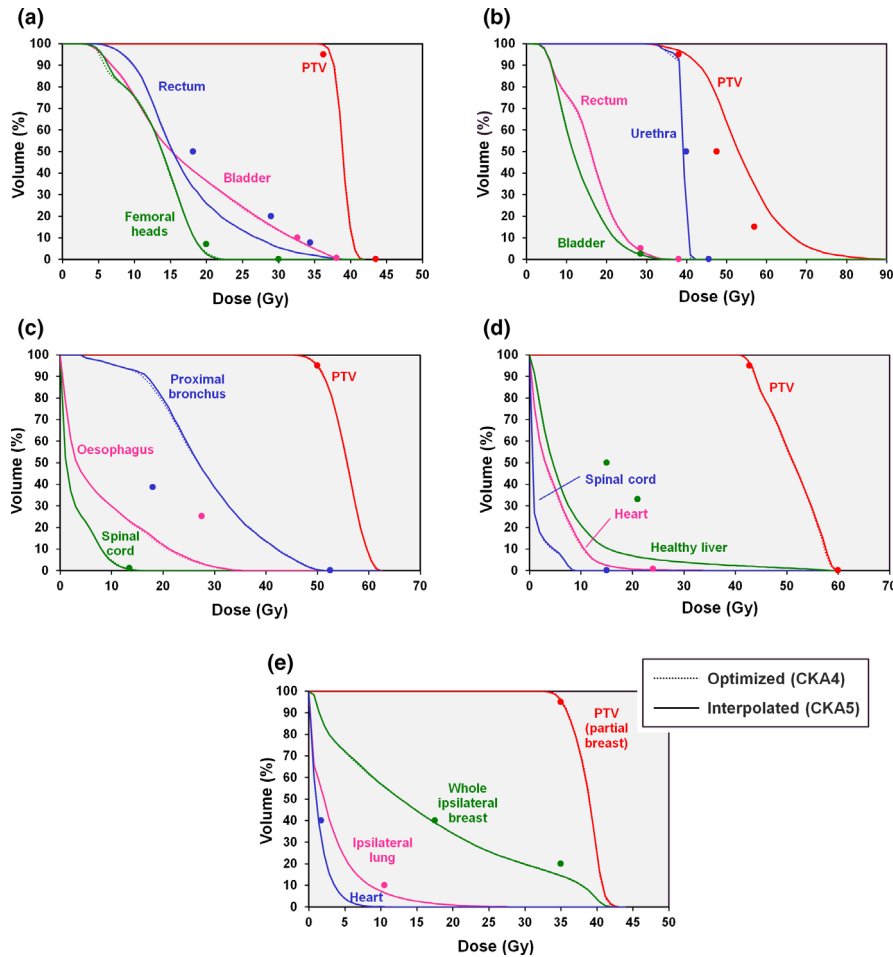 (a)
100
90
80
70
60
50
40
30
20
10
0
Volume (%)
PTV
Rectum
Bladder
Femoral
heads
0 5 10 15 20 25 30 35 40 45 50
Dose (Gy)
(b)
100
90
80
70
60
50
40
30
20
10
0
Volume (%)
PTV
Rectum
Urethra
Bladder
0 10 20 30 40 50 60 70 80 90
Dose (Gy)
(c)
100
90
80
70
60
50
40
30
20
10
0
Volume (%)
Proximal
bronchus
PTV
Oesophagus
Spinal
cord
0 10 20 30 40 50 60 70
Dose (Gy)
(d)
100
90
80
70
60
50
40
30
20
10
0
Volume (%)
PTV
Spinal cord
Heart
Healthy liver
0 10 20 30 40 50 60 70
Dose (Gy)
(e)
100
90
80
70
60
50
40
30
20
10
0
Volume (%)
PTV
(partial
breast)
Whole
ipsilateral
breast
Ipsilateral
lung
Heart
0 5 10 15 20 25 30 35 40 45 50
Dose (Gy)
Optimized (CKA4)
Interpolated (CKA5)